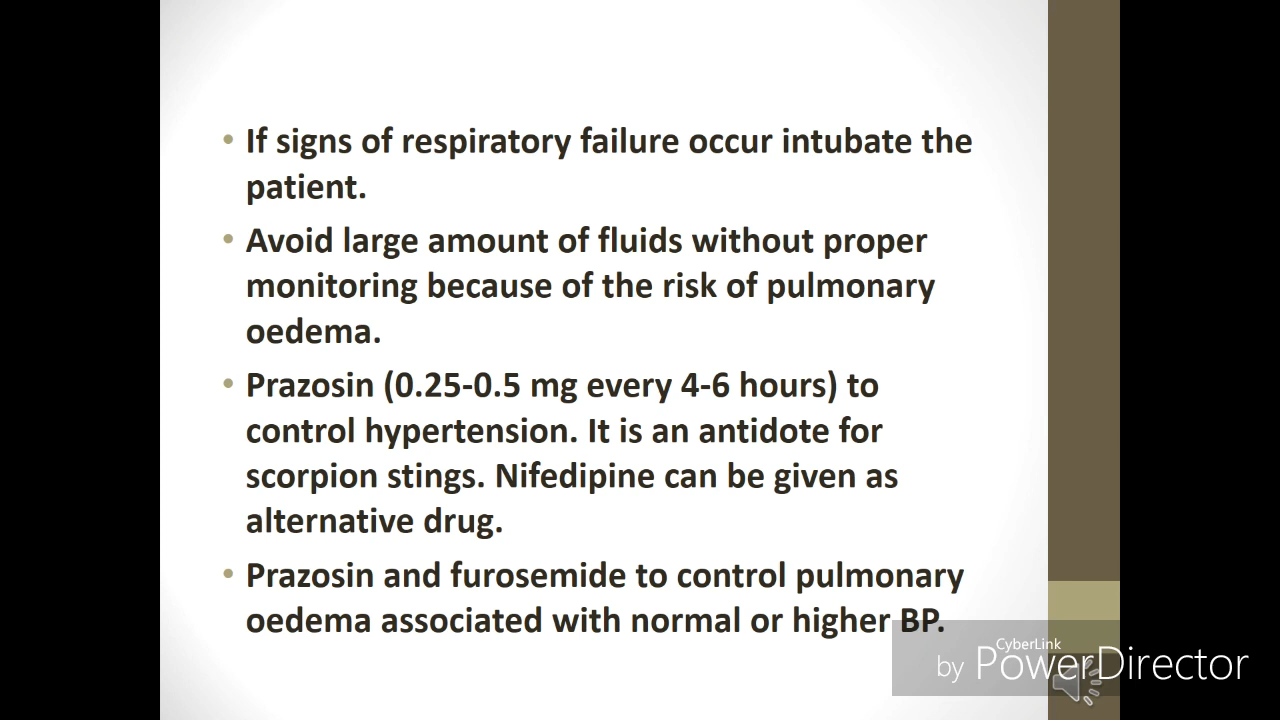 • If signs of respiratory failure occur intubate the
patient.
• Avoid large amount of fluids without proper
monitoring because of the risk of pulmonary
oedema.
• Prazosin (0.25-0.5 mg every 4-6 hours) to
control hypertension. It is an antidote for
scorpion stings. Nifedipine can be given as
alternative drug.
• Prazosin and furosemide to control pulmonary
oedema associated with normal or higher BP.
CyberLink
by PowerDirector